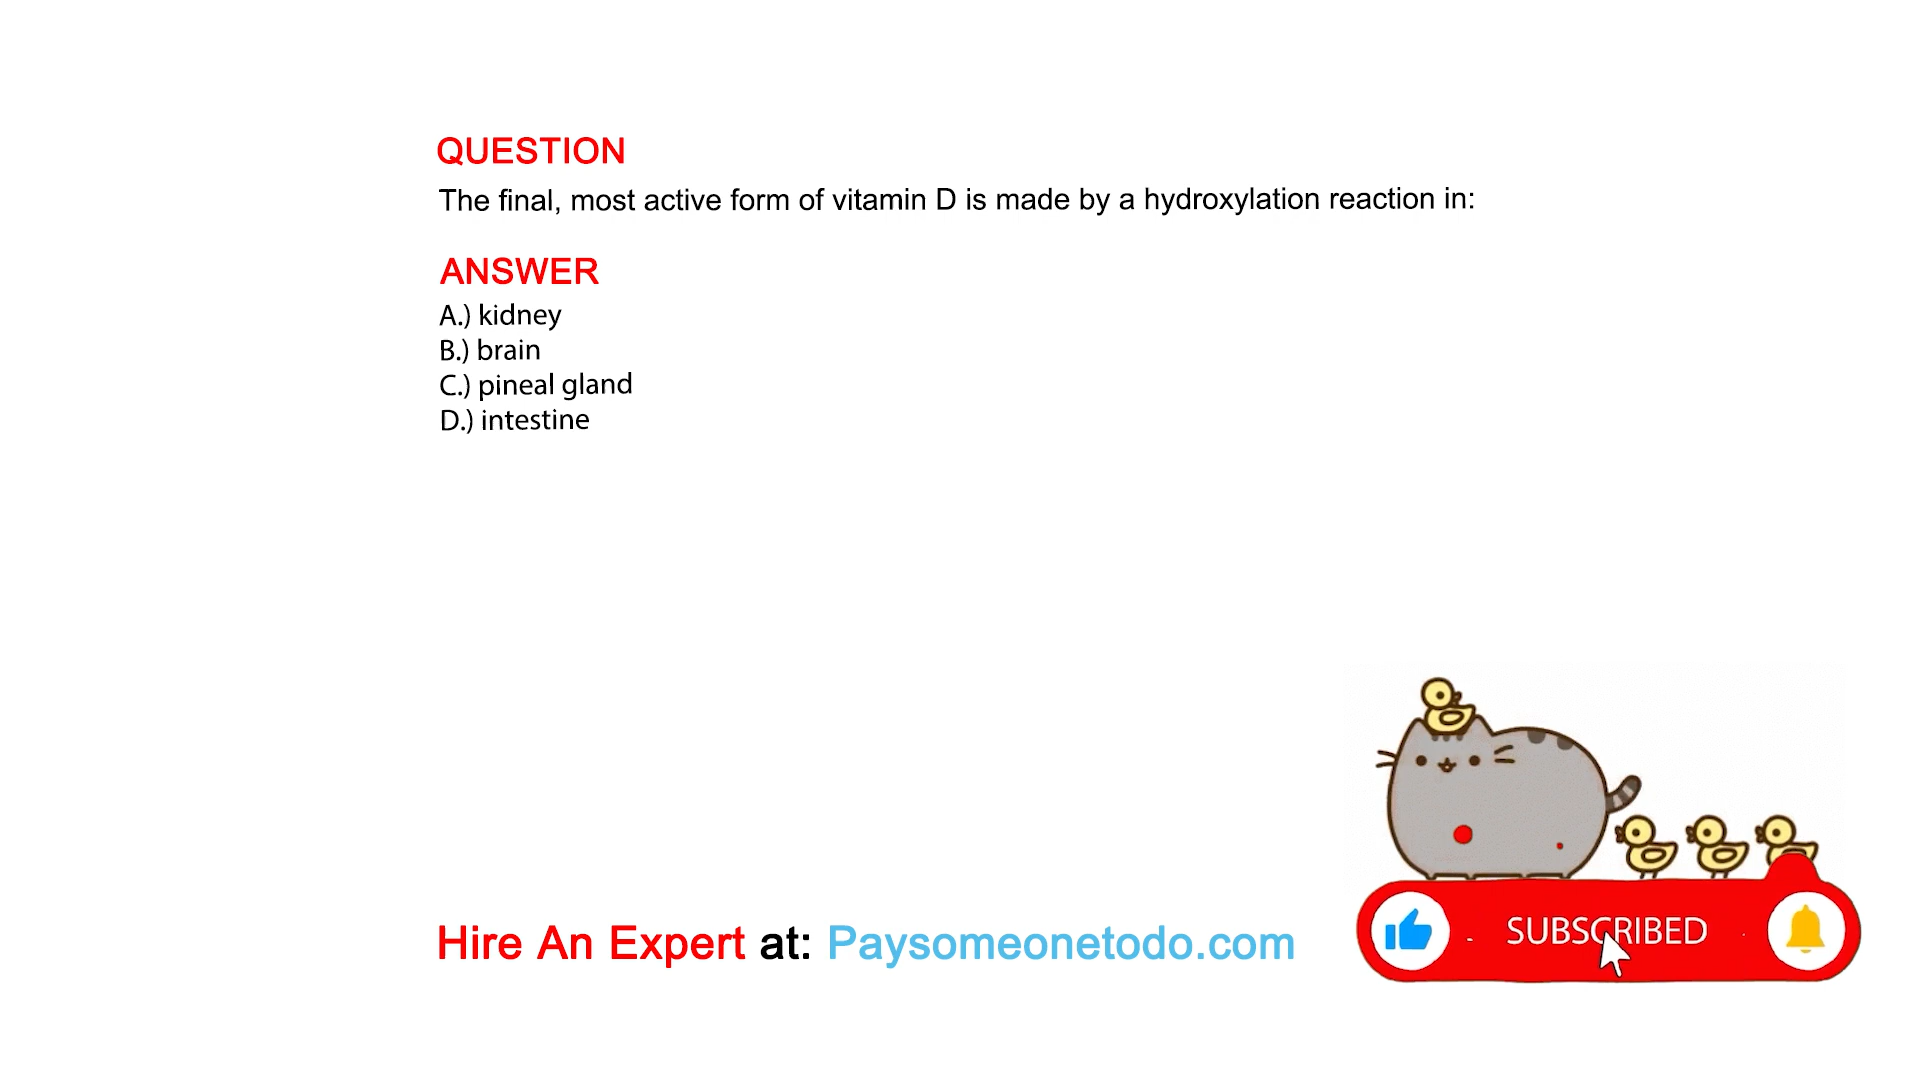 QUESTION
The final, most active form of vitamin D is made by a hydroxylation reaction in:
ANSWER
A.) kidney
B.) brain
C.) pineal gland
D.) intestine
Hire An Expert at: Paysomeonetodo.com
SUBSCRIBED